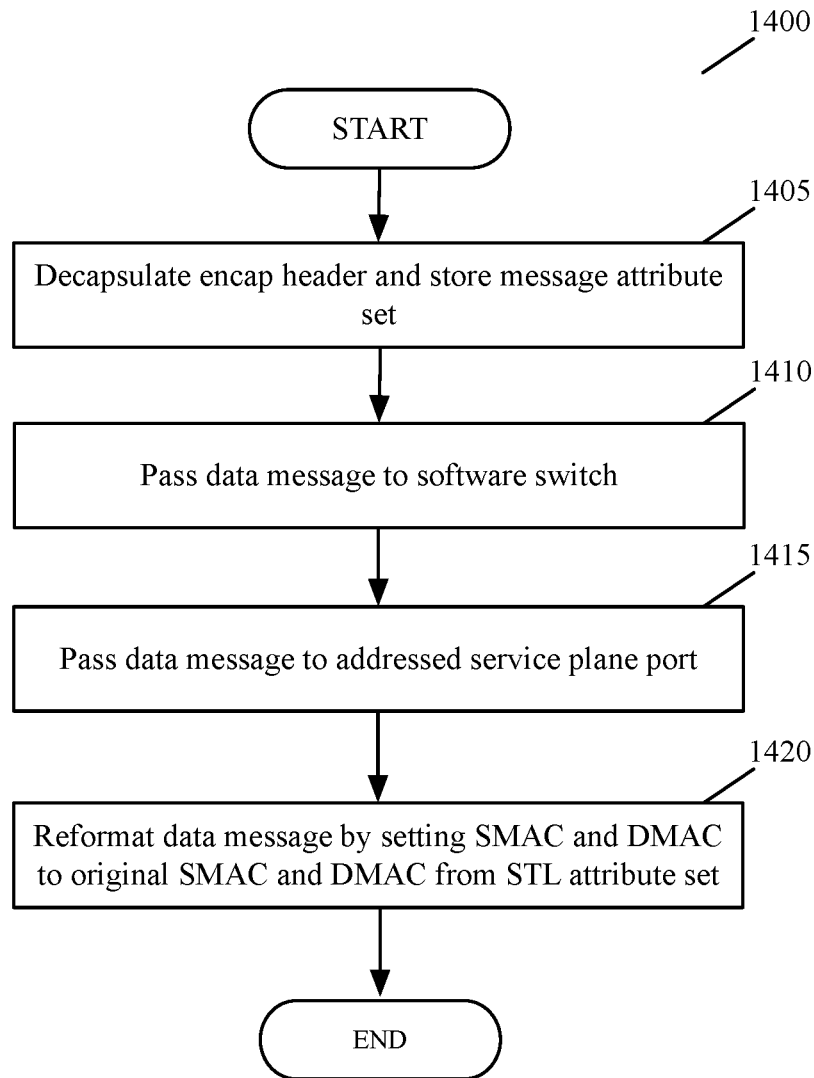 1400
START
1405
Decapsulate encap header and store message attribute
set
1410
Pass data message to software switch
1415
Pass data message to addressed service plane port
1420
Reformat data message by setting SMAC and DMAC
to original SMAC and DMAC from STL attribute set
END